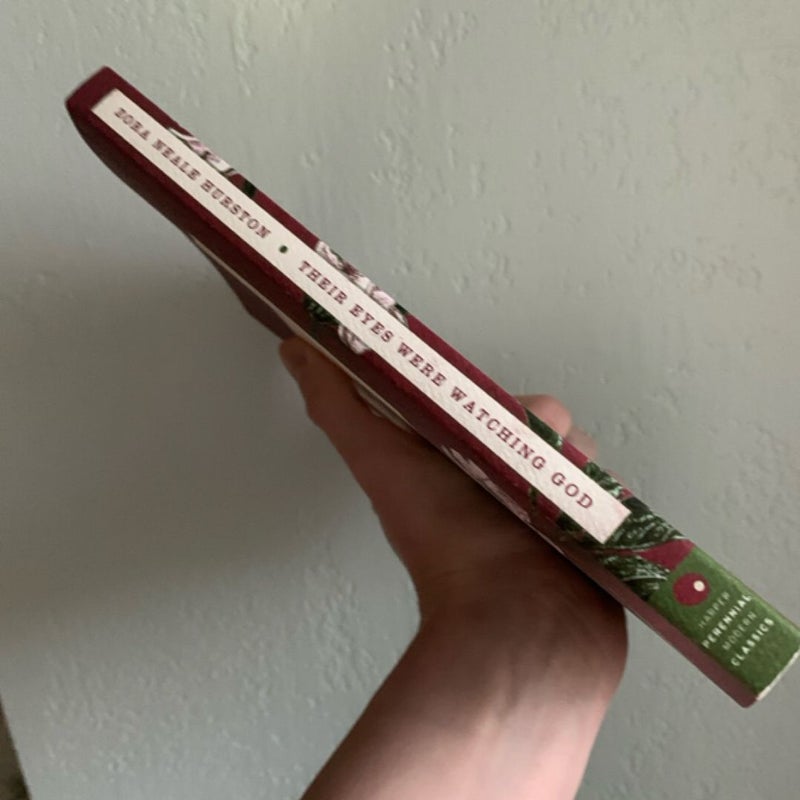 ZORA NEALE HURSTON • THEIR EYES WERE WATCHING GOD
HARPER
PERENNIAL
MODERN
CLASSICS